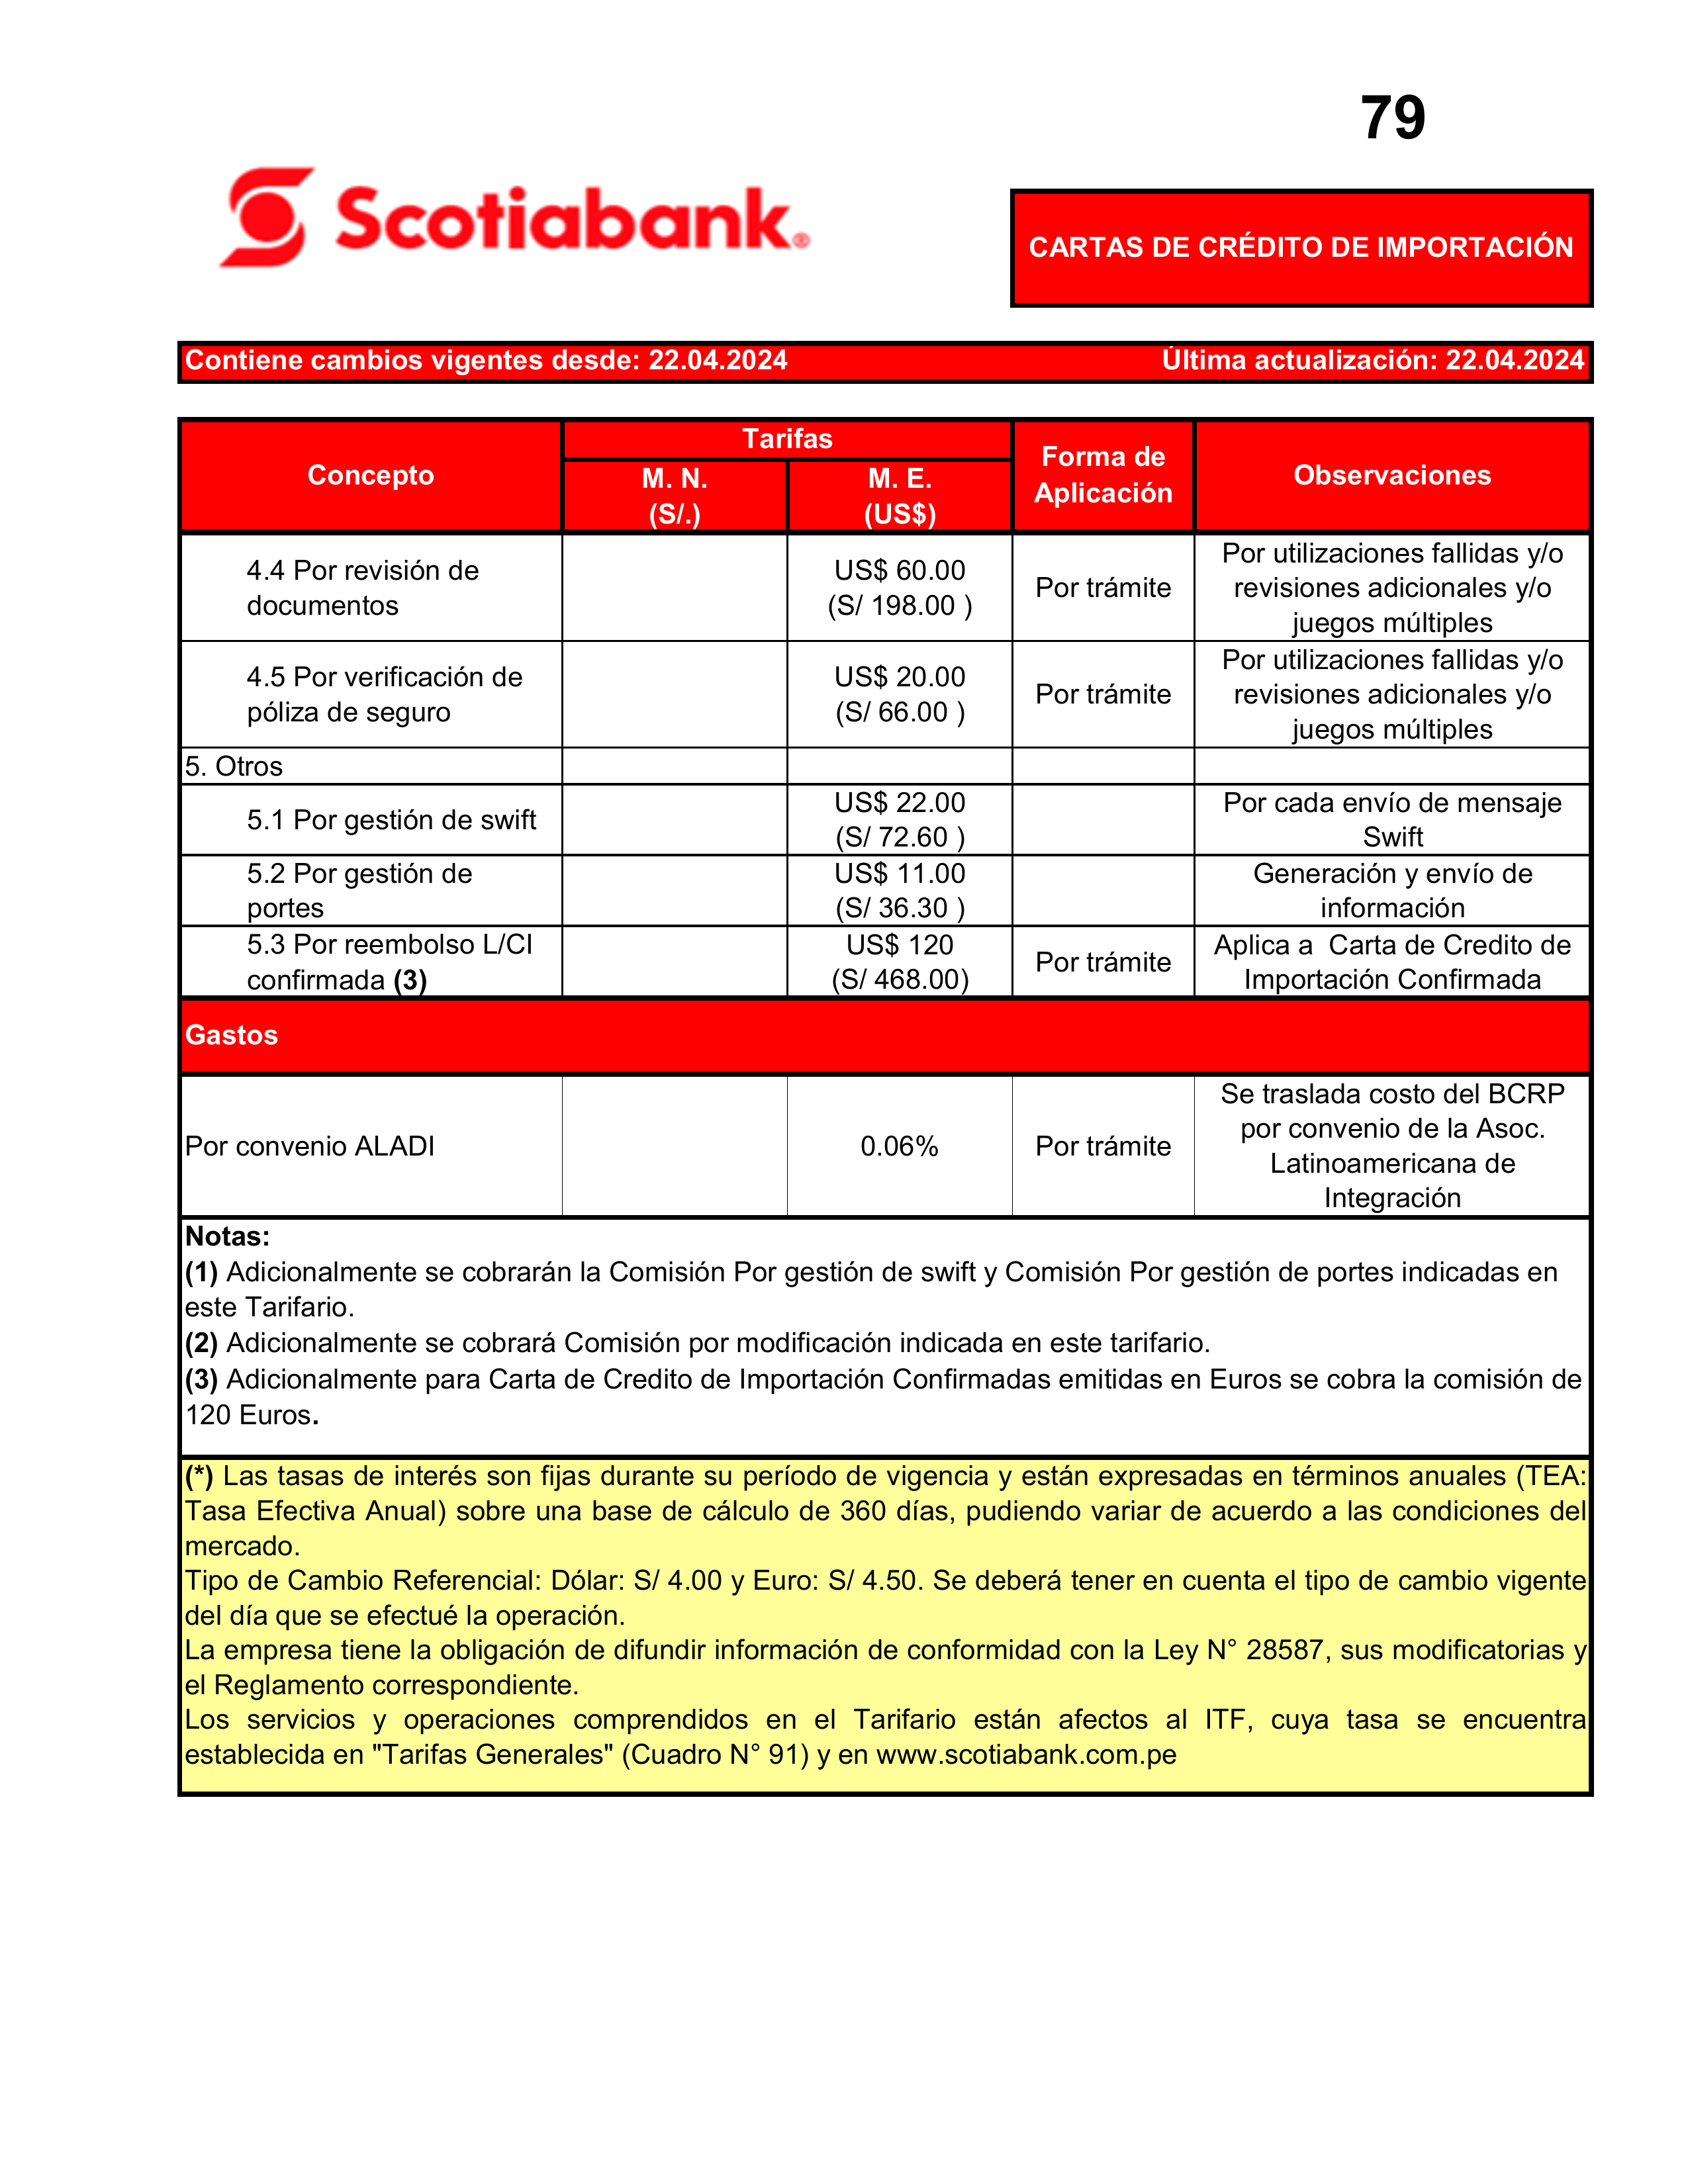 79
Scotiabank®
CARTAS DE CRÉDITO DE IMPORTACIÓN
Contiene cambios vigentes desde: 22.04.2024 Última actualización: 22.04.2024
Concepto
Tarifas
M. N.
(S/.)
M. E.
(US$)
Forma de
Aplicación
Observaciones
4.4 Por revisión de
documentos
US$ 60.00
(S/ 198.00 )
Por trámite
Por utilizaciones fallidas y/o
revisiones adicionales y/o
juegos múltiples
4.5 Por verificación de
póliza de seguro
US$ 20.00
(S/ 66.00 )
Por trámite
Por utilizaciones fallidas y/o
revisiones adicionales y/o
juegos múltiples
5. Otros
5.1 Por gestión de swift
US$ 22.00
(S/ 72.60 )
Por cada envío de mensaje
Swift
5.2 Por gestión de
portes
US$ 11.00
(S/ 36.30 )
Generación y envío de
información
5.3 Por reembolso L/CI
confirmada (3)
US$ 120
(S/ 468.00)
Por trámite
Aplica a  Carta de Credito de
Importación Confirmada
Gastos
Por convenio ALADI
0.06%
Por trámite
Se traslada costo del BCRP
por convenio de la Asoc.
Latinoamericana de
Integración
Notas:
(1) Adicionalmente se cobrarán la Comisión Por gestión de swift y Comisión Por gestión de portes indicadas en
este Tarifario.
(2) Adicionalmente se cobrará Comisión por modificación indicada en este tarifario.
(3) Adicionalmente para Carta de Credito de Importación Confirmadas emitidas en Euros se cobra la comisión de
120 Euros.
(*) Las tasas de interés son fijas durante su período de vigencia y están expresadas en términos anuales (TEA:
Tasa Efectiva Anual) sobre una base de cálculo de 360 días, pudiendo variar de acuerdo a las condiciones del
mercado.
Tipo de Cambio Referencial: Dólar: S/ 4.00 y Euro: S/ 4.50. Se deberá tener en cuenta el tipo de cambio vigente
del día que se efectué la operación.
La empresa tiene la obligación de difundir información de conformidad con la Ley N° 28587, sus modificatorias y
el Reglamento correspondiente.
Los servicios y operaciones comprendidos en el Tarifario están afectos al ITF, cuya tasa se encuentra
establecida en "Tarifas Generales" (Cuadro N° 91) y en www.scotiabank.com.pe